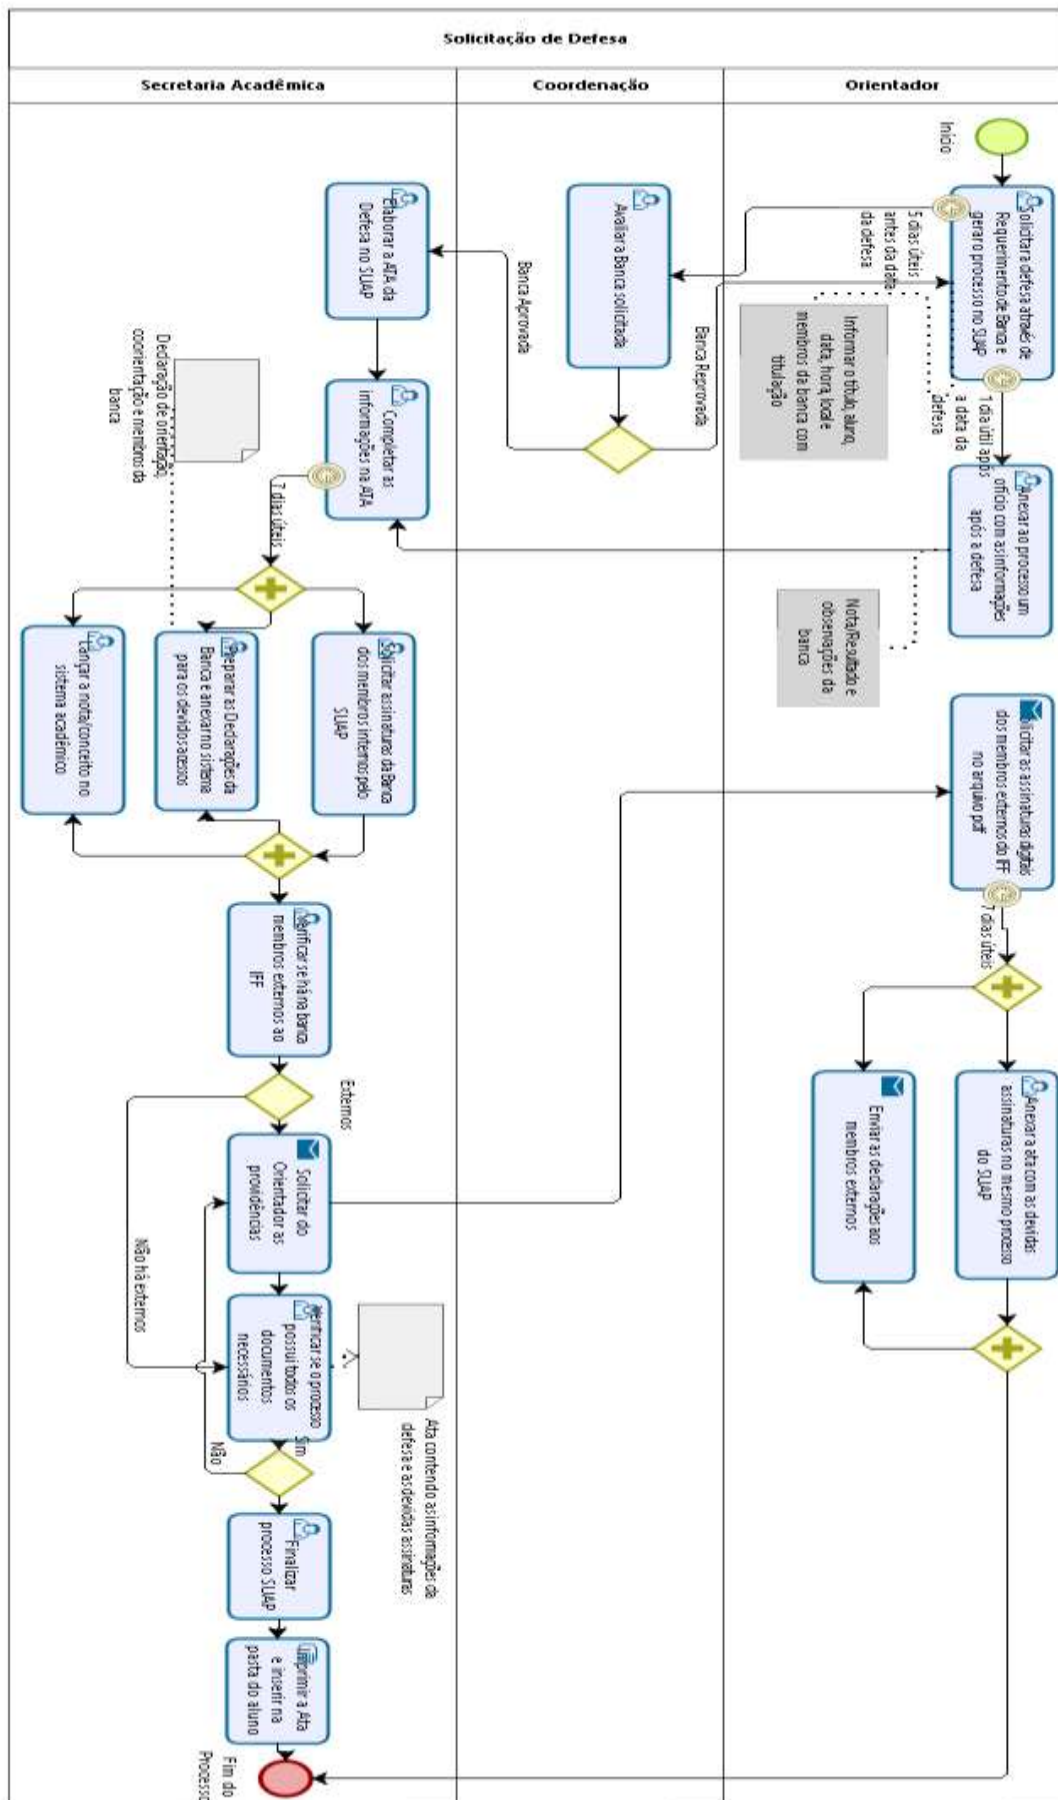 Solicitação de Defesa
Secretaria Acadêmica
Coordenação
Orientador
Início
Solicitar a defesa através de
Requerimento de Banca e
gerar o processo no SUAP
5 dias úteis
antes da data
da defesa
1 dia útil após
a data da
defesa
Informar o título, aluno,
data, hora, local e
membros da banca com
titulação
Anexar ao processo um
ofício com as informações
após a defesa
Nota/Resultado e
observações da
banca
Solicitar as assinaturas digitais
dos membros externos do IFF
no arquivo pdf
7 dias úteis
Anexar a ata com as devidas
assinaturas no mesmo processo
do SUAP
Enviar as declarações aos
membros externos
Avaliar a Banca solicitada
Banca Reprovada
Banca Aprovada
Elaborar a ATA da
Defesa no SUAP
Completar as
informações na ATA
7 dias úteis
Declaração de orientação,
coorientação e membros da
banca
Solicitar assinaturas da Banca
dos membros internos pelo
SUAP
Preparar as Declarações da
Banca e anexar no sistema
para os devidos acessos
Lançar a nota/conceito no
sistema acadêmico
Verificar se há na banca
membros externos ao
IFF
Externos
Não há externos
Solicitar do
Orientador as
providências
Verificar se o processo
possui todos os
documentos
necessários
Ata contendo as informações da
defesa e as devidas assinaturas
Sim
Não
Finalizar
processo SUAP
Imprimir a Ata
e inserir na
pasta do aluno
Fim do
Processo